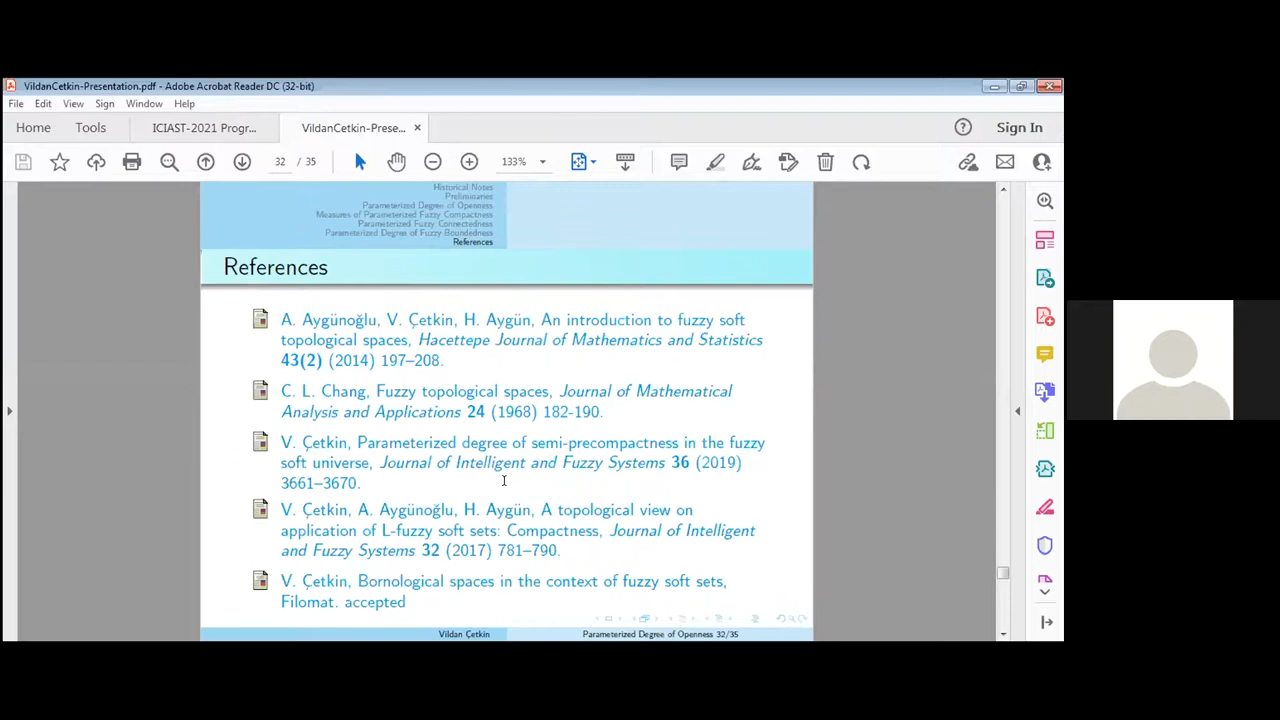 VildanCetkin-Presentation.pdf - Adobe Acrobat Reader DC (32-bit)
File Edit View Sign Window Help
Home Tools ICIAST-2021 Progr... VildanCetkin-Prese... × Sign In
32 / 35 133%
Historical Notes
Preliminaries
Parameterized Degree of Openness
Measures of Parameterized Fuzzy Compactness
Parameterized Fuzzy Connectedness
Parameterized Degree of Fuzzy Boundedness
References
References
A. Aygünoğlu, V. Çetkin, H. Aygün, An introduction to fuzzy soft
topological spaces, Hacettepe Journal of Mathematics and Statistics
43(2) (2014) 197–208.
C. L. Chang, Fuzzy topological spaces, Journal of Mathematical
Analysis and Applications 24 (1968) 182-190.
V. Çetkin, Parameterized degree of semi-precompactness in the fuzzy
soft universe, Journal of Intelligent and Fuzzy Systems 36 (2019)
3661–3670.
V. Çetkin, A. Aygünoğlu, H. Aygün, A topological view on
application of L-fuzzy soft sets: Compactness, Journal of Intelligent
and Fuzzy Systems 32 (2017) 781–790.
V. Çetkin, Bornological spaces in the context of fuzzy soft sets,
Filomat. accepted
Vildan Çetkin Parameterized Degree of Openness 32/35